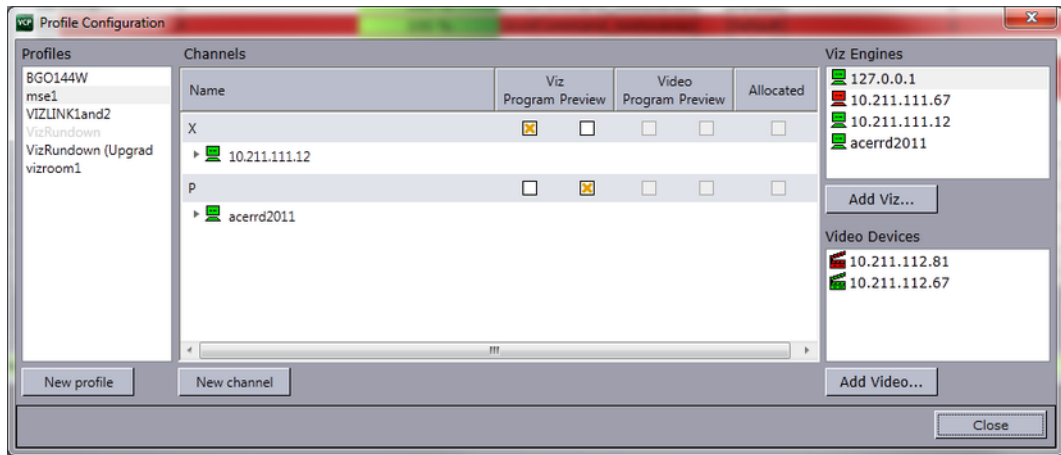 VCP Profile Configuration
Profiles
BGO144W
mse1
VIZLINK1and2
VizRundown
VizRundown (Upgrad
vizroom1
New profile
Channels
Name
Viz
Program Preview
Video
Program Preview
Allocated
X
10.211.111.12
P
acerrd2011
New channel
Viz Engines
127.0.0.1
10.211.111.67
10.211.111.12
acerrd2011
Add Viz...
Video Devices
10.211.112.81
10.211.112.67
Add Video...
Close